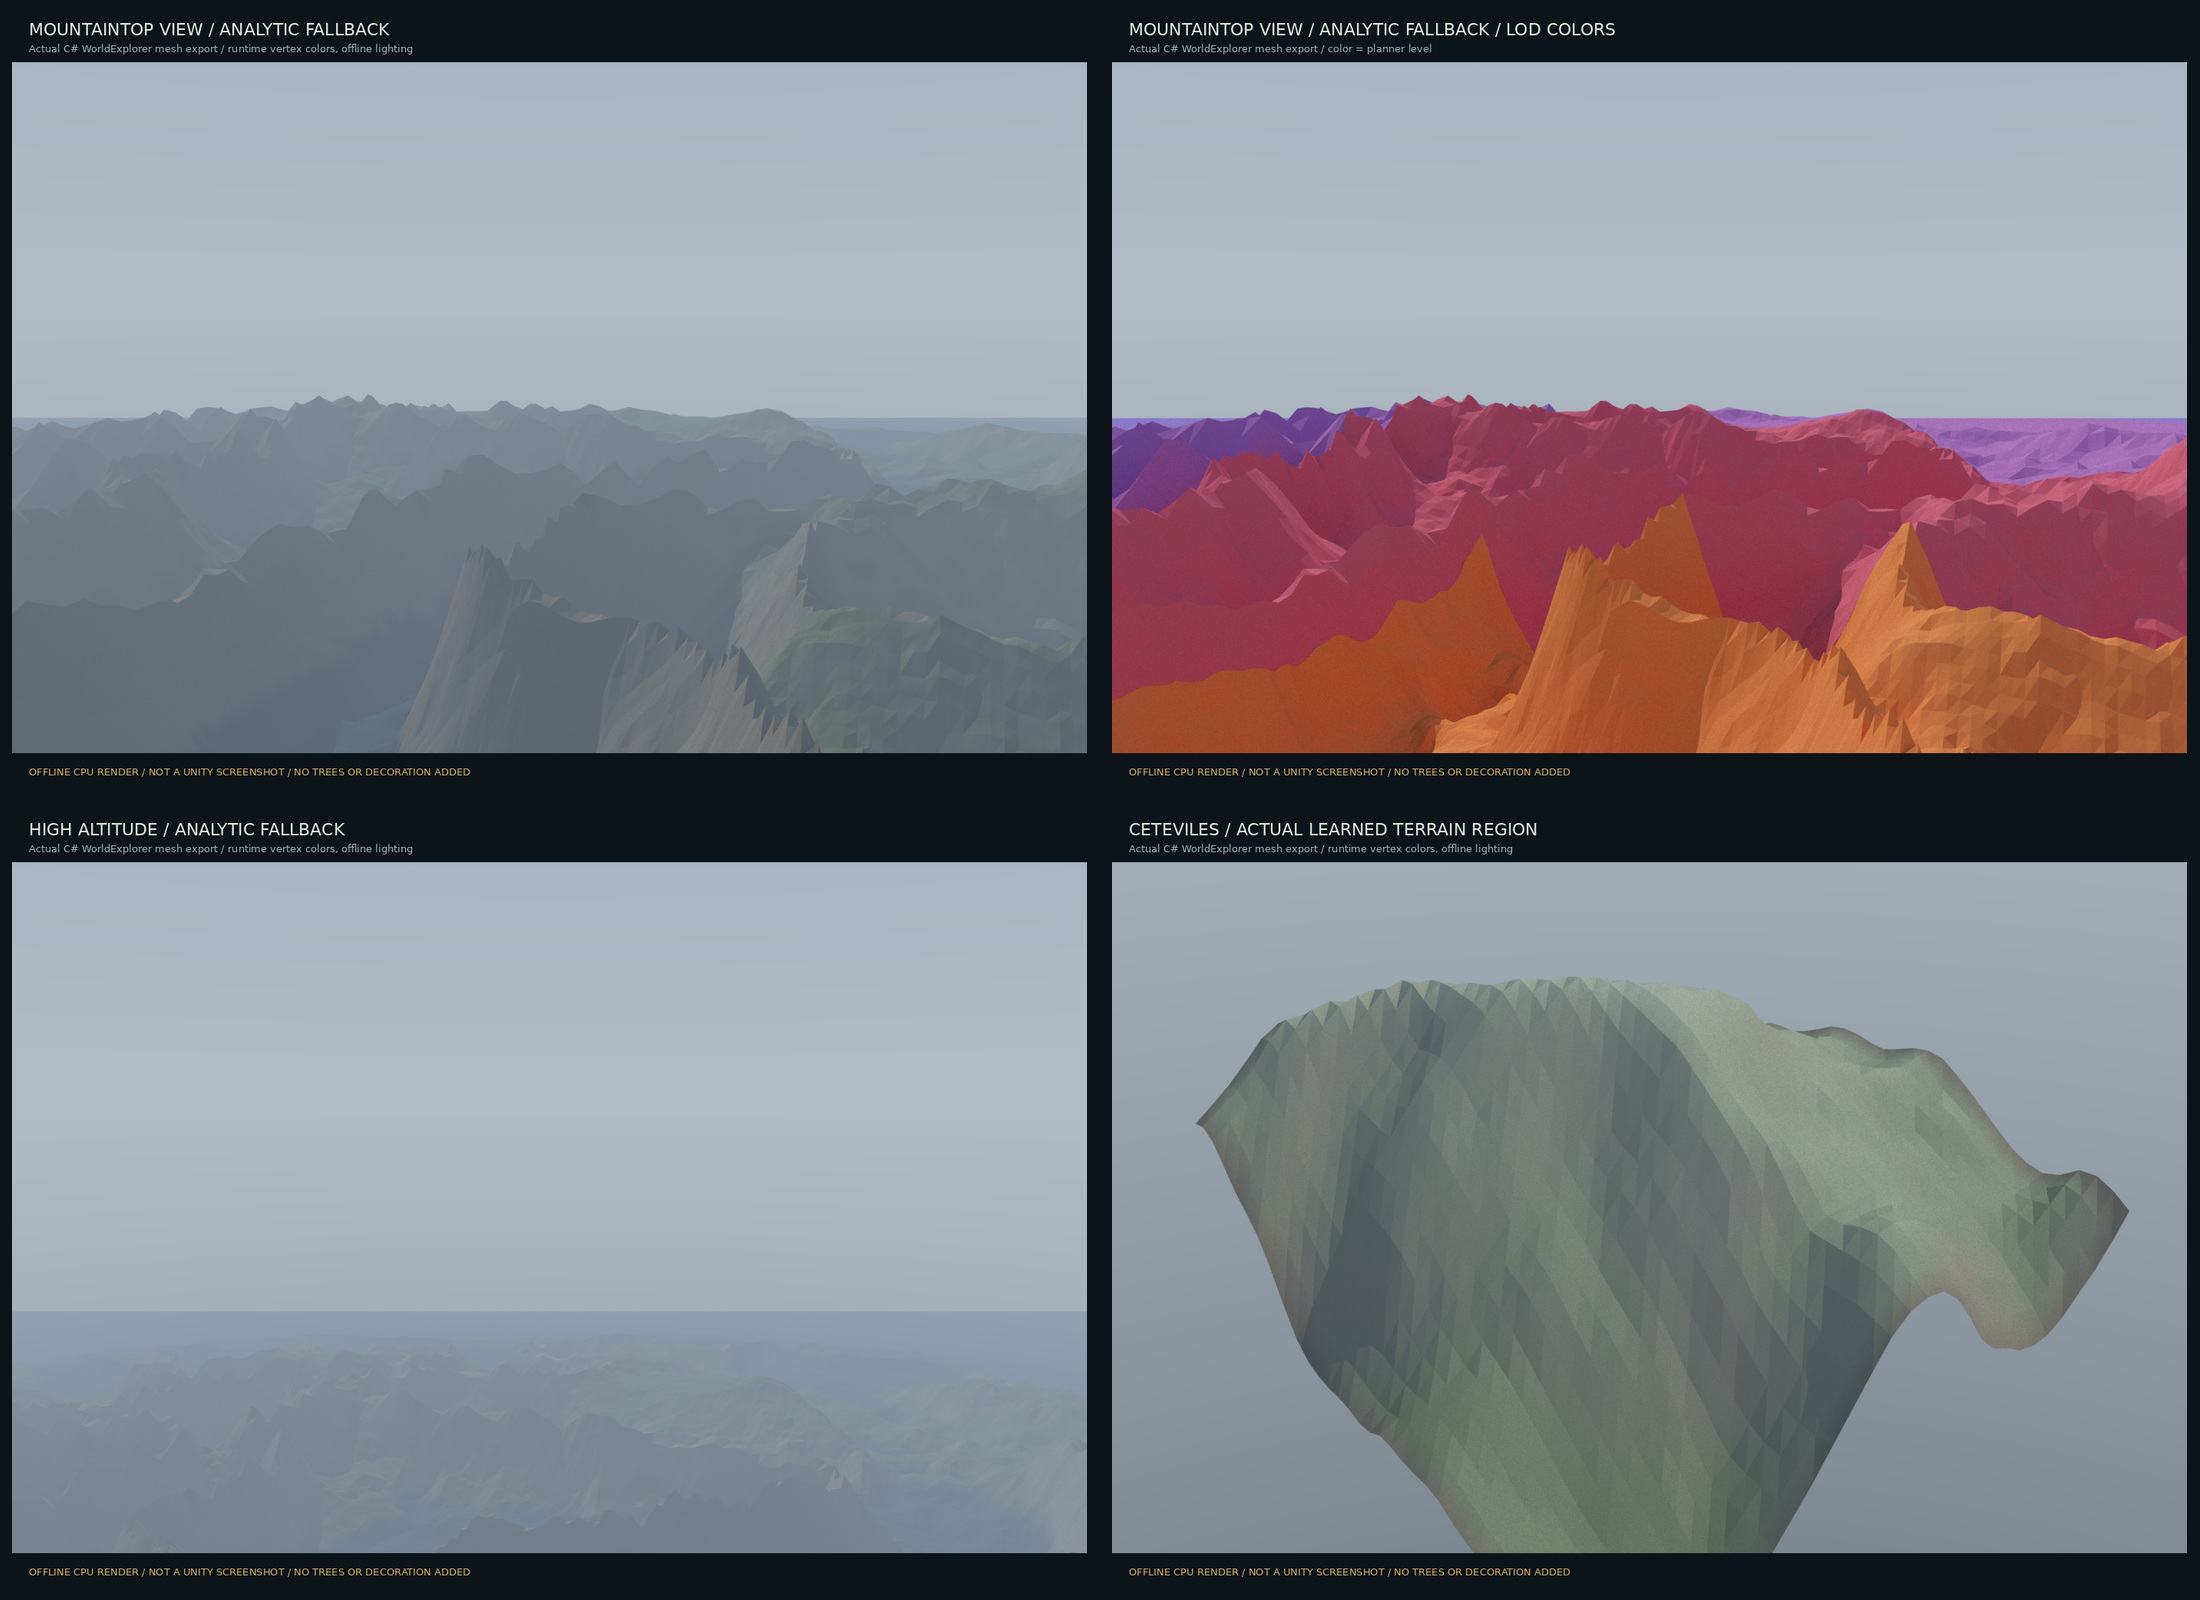 MOUNTAINTOP VIEW / ANALYTIC FALLBACK
Actual C# WorldExplorer mesh export / runtime vertex colors, offline lighting
OFFLINE CPU RENDER / NOT A UNITY SCREENSHOT / NO TREES OR DECORATION ADDED
MOUNTAINTOP VIEW / ANALYTIC FALLBACK / LOD COLORS
Actual C# WorldExplorer mesh export / color = planner level
OFFLINE CPU RENDER / NOT A UNITY SCREENSHOT / NO TREES OR DECORATION ADDED
HIGH ALTITUDE / ANALYTIC FALLBACK
Actual C# WorldExplorer mesh export / runtime vertex colors, offline lighting
OFFLINE CPU RENDER / NOT A UNITY SCREENSHOT / NO TREES OR DECORATION ADDED
CETEVILES / ACTUAL LEARNED TERRAIN REGION
Actual C# WorldExplorer mesh export / runtime vertex colors, offline lighting
OFFLINE CPU RENDER / NOT A UNITY SCREENSHOT / NO TREES OR DECORATION ADDED